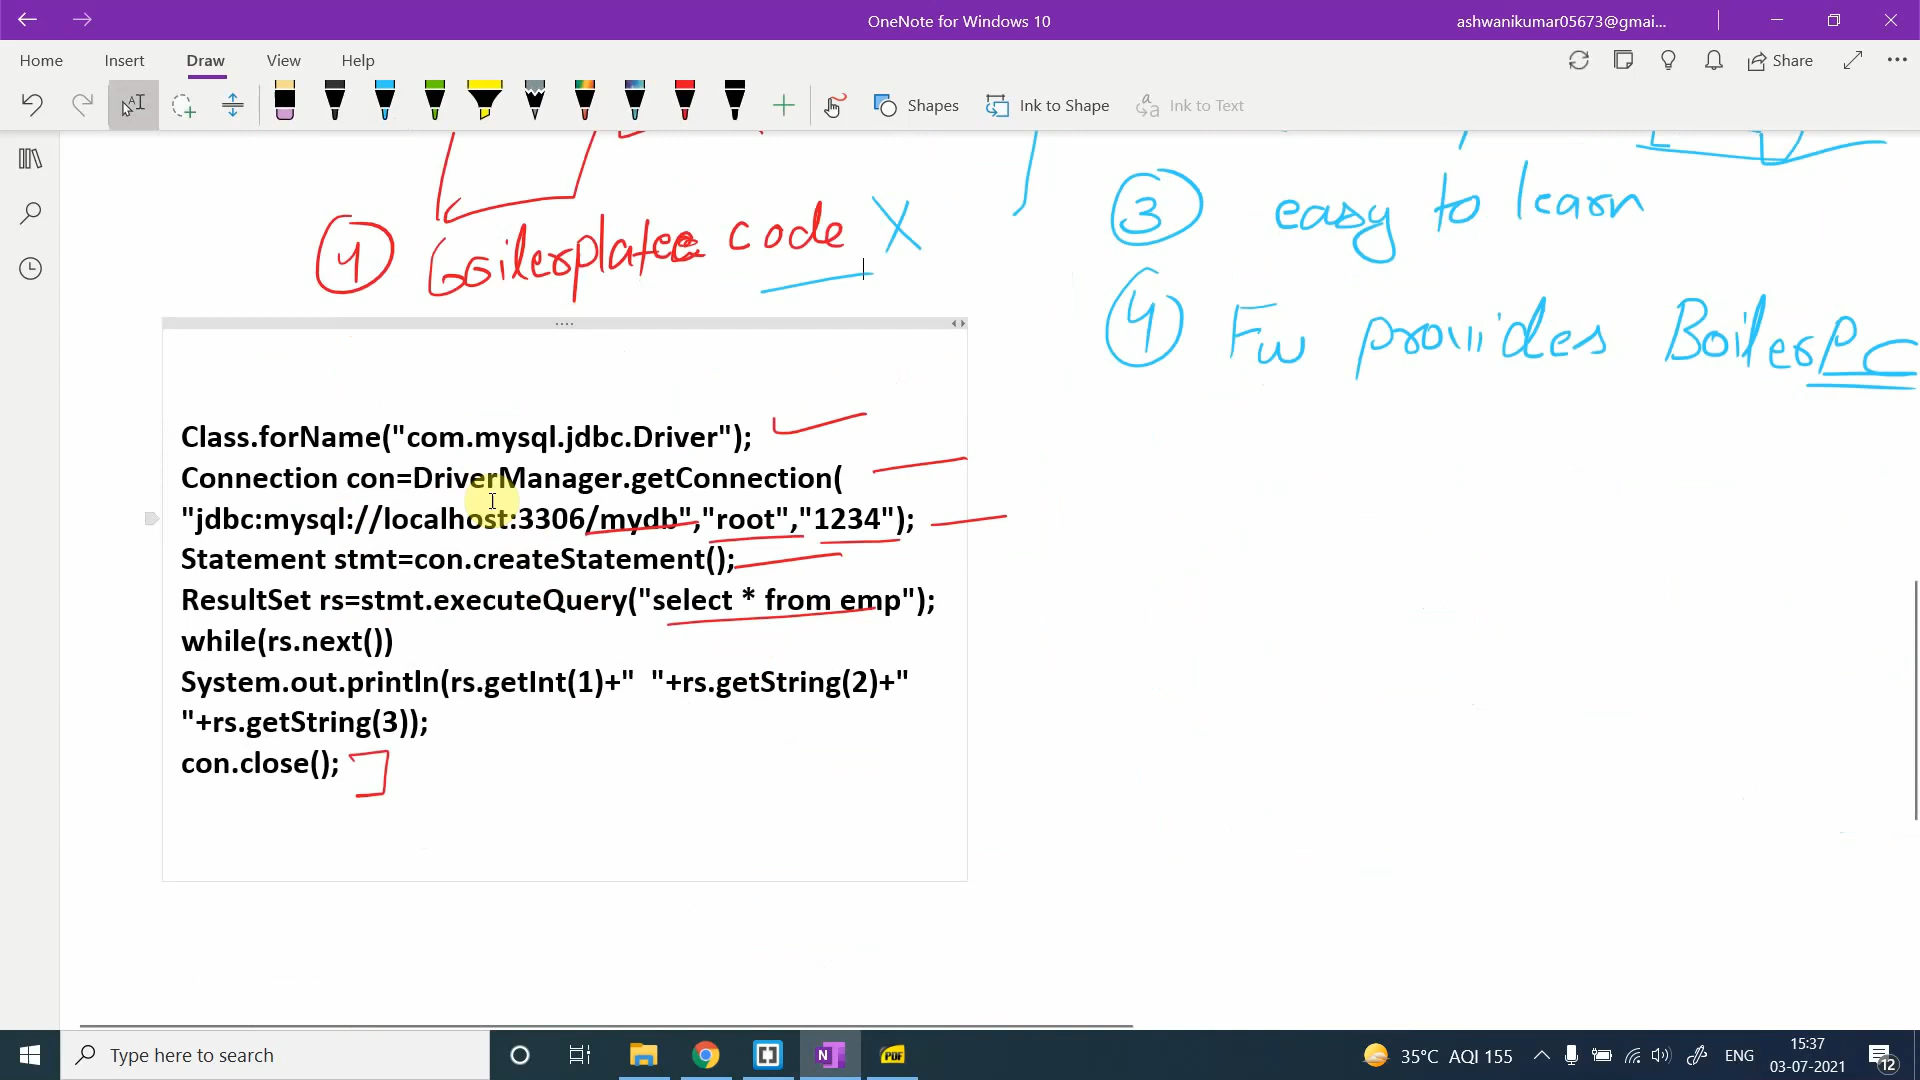 OneNote for Windows 10
ashwanikumar05673@gmai...
Home
Insert
Draw
View
Help
Share
Shapes
Ink to Shape
Ink to Text
4 Boilerplate code X
3 easy to learn
4 Fw provides BoilerPC
Class.forName("com.mysql.jdbc.Driver");
Connection con=DriverManager.getConnection(
"jdbc:mysql://localhost:3306/mydb","root","1234");
Statement stmt=con.createStatement();
ResultSet rs=stmt.executeQuery("select * from emp");
while(rs.next())
System.out.println(rs.getInt(1)+"  "+rs.getString(2)+"
"+rs.getString(3));
con.close();
Type here to search
N
PDF
35°C AQI 155
ENG
15:37
03-07-2021
12